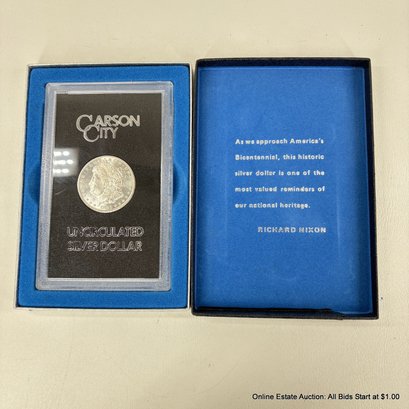 CARSON
CITY
UNCIRCULATED
SILVER DOLLAR
As we approach America's
Bicentennial, this historic
silver dollar is one of the
most valued reminders of
our national heritage.
RICHARD NIXON
Online Estate Auction: All Bids Start at $1.00